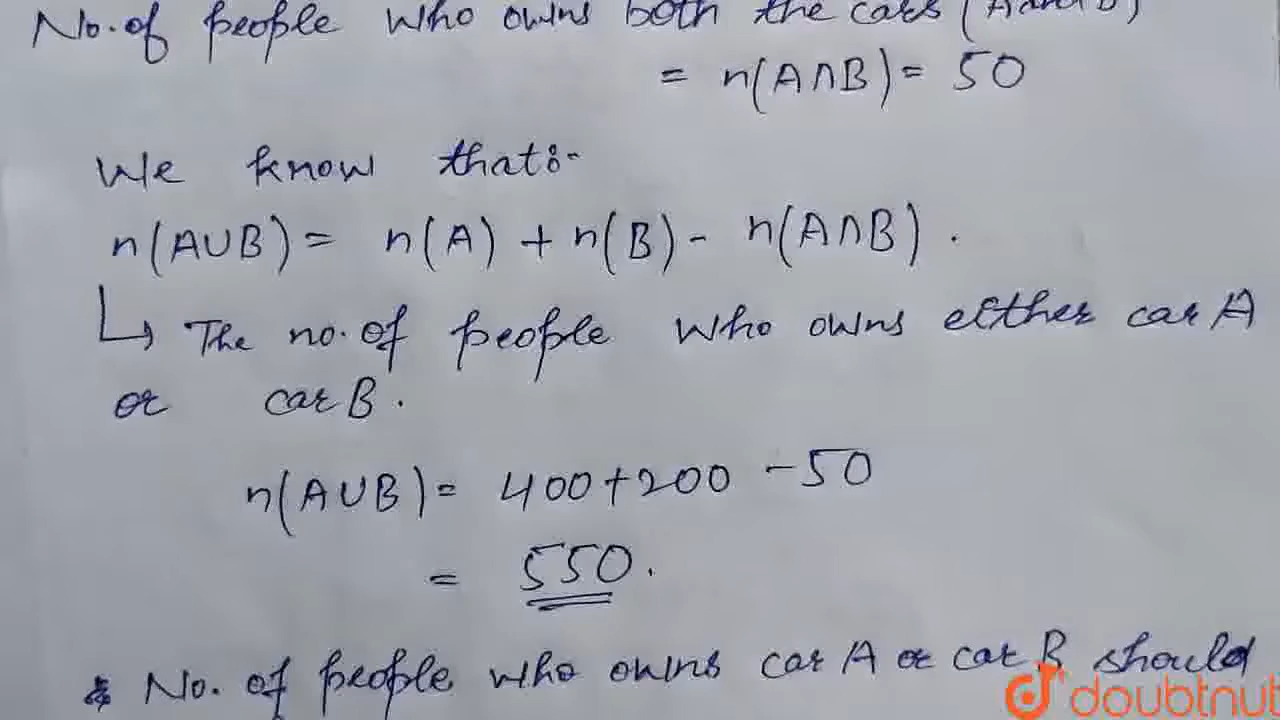 No. of people who owns both the cars (A and B)
= n(A∩B) = 50
We know that:-
n(A∪B) = n(A) + n(B) - n(A∩B).
↳ The no. of people who owns either car A
or car B.
n(A∪B) = 400+200 -50
= 550.
No. of people who owns car A or car B should
doubtnut